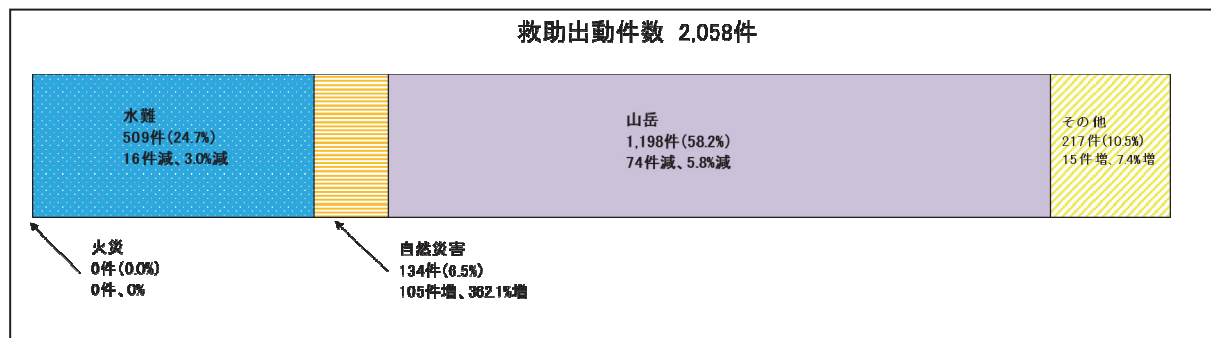 救助出動件数 2,058件
水難
509件(24.7%)
16件減、3.0%減
山岳
1,198件(58.2%)
74件減、5.8%減
その他
217件(10.5%)
15件増、7.4%増
火災
0件(0.0%)
0件、0%
自然災害
134件(6.5%)
105件増、362.1%増